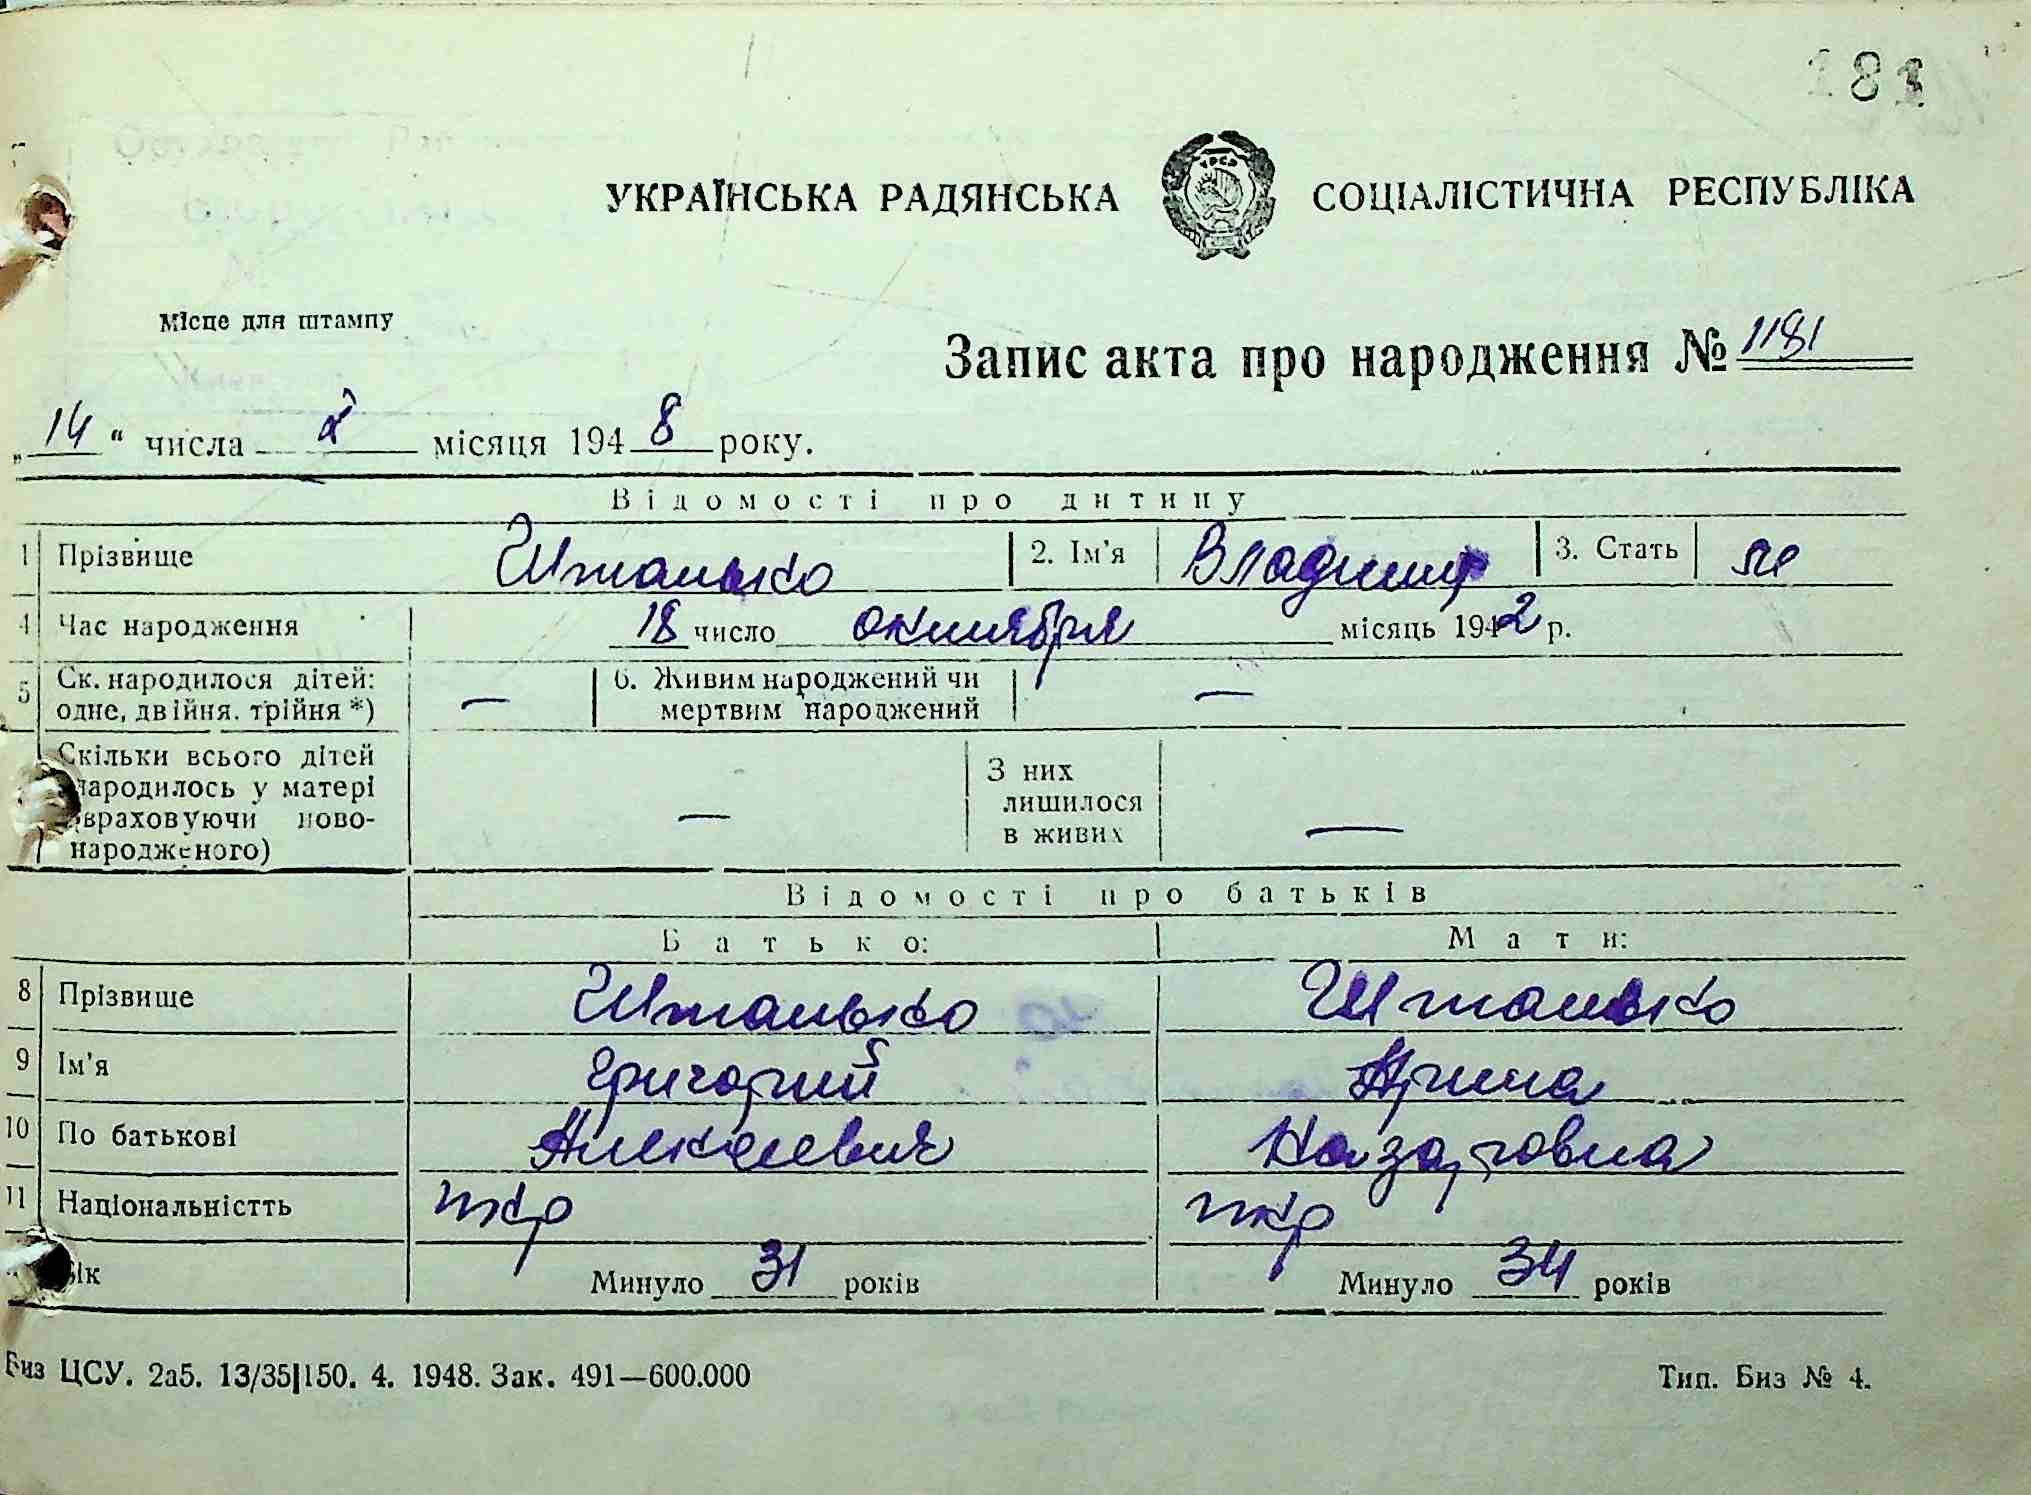 181
УРСР
УКРАЇНСЬКА РАДЯНСЬКА СОЦІАЛІСТИЧНА РЕСПУБЛІКА
Місце для штампу
Запис акта про народження № 1181
„14“ числа місяця 1948 року.
Відомості про дитину
1 Прізвище Штанько 2. Ім'я Владимир 3. Стать м
4 Час народження 18 число октября місяць 1942 р.
5 Ск. народилося дітей: одне, двійня. трійня *) — 6. Живим народжений чи мертвим народжений —
Скільки всього дітей народилось у матері (враховуючи новонародженого) — З них лишилося в живих —
Відомості про батьків
Батько: Мати:
8 Прізвище Штанько Штанько
9 Ім'я Григорий Арина
10 По батькові Алексеевич Назаровна
11 Національністть укр укр
Вік Минуло 31 років Минуло 34 років
Биз ЦСУ. 2а5. 13/35|150. 4. 1948. Зак. 491—600.000 Тип. Биз № 4.